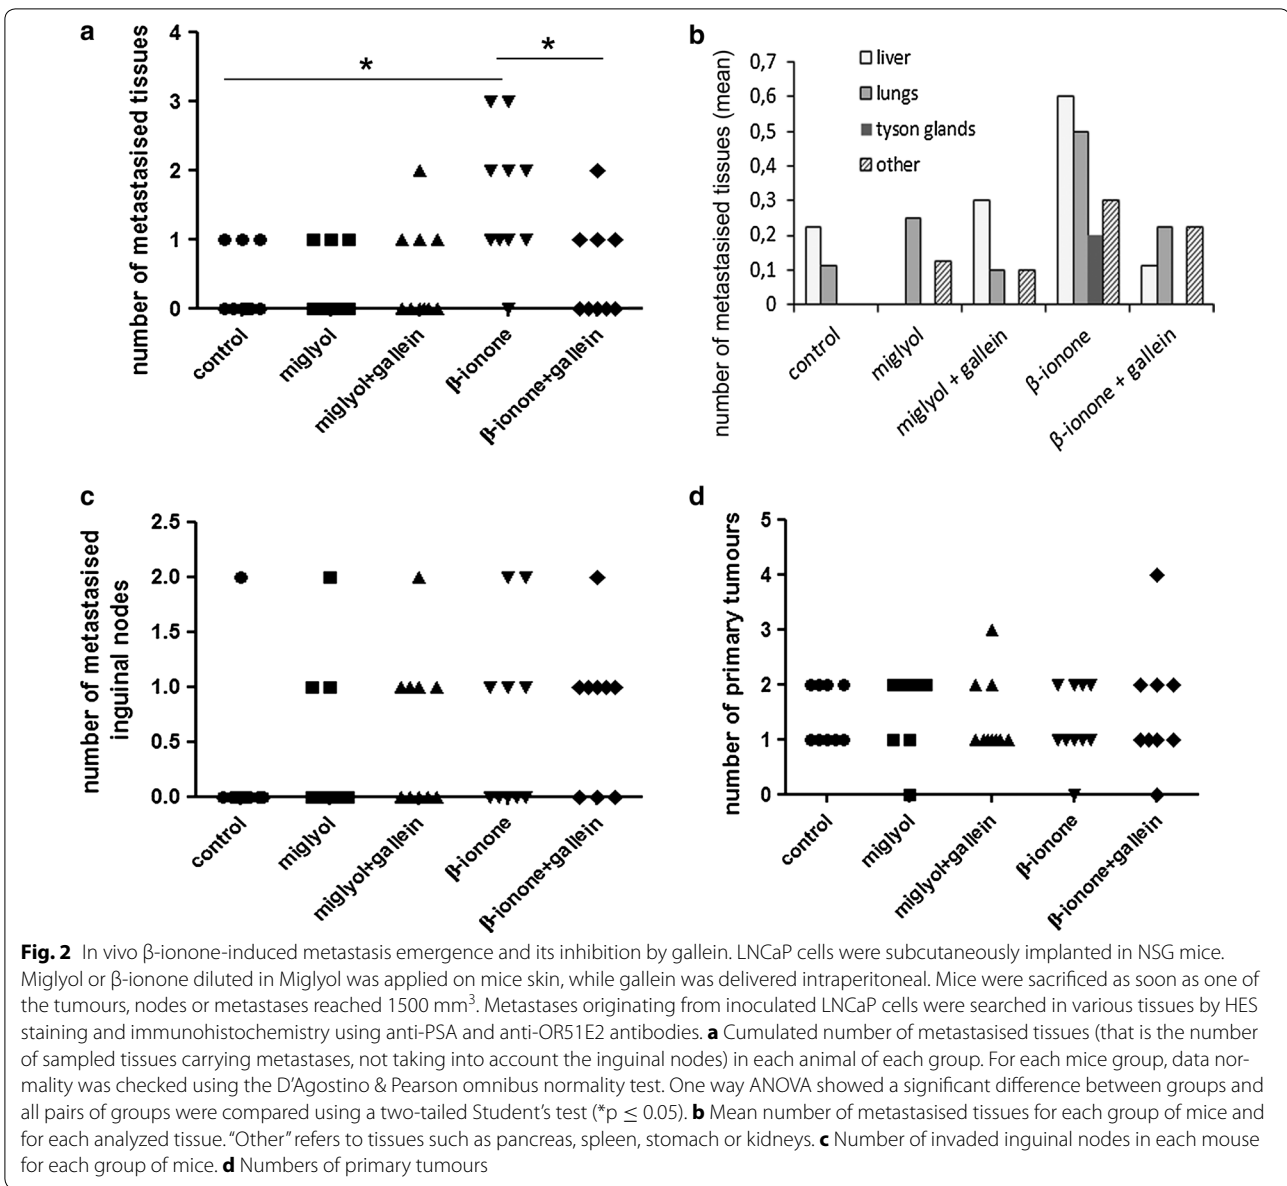 a
number of metastasised tissues
4
3
2
1
0
*
*
control
miglyol
miglyol+gallein
β-ionone
β-ionone+gallein
b
number of metastasised tissues (mean)
0,7
0,6
0,5
0,4
0,3
0,2
0,1
0
liver
lungs
tyson glands
other
control
miglyol
miglyol + gallein
β-ionone
β-ionone + gallein
c
number of metastasised
inguinal nodes
2.5
2.0
1.5
1.0
0.5
0.0
control
miglyol
miglyol+gallein
β-ionone
β-ionone+gallein
d
number of primary tumours
5
4
3
2
1
0
control
miglyol
miglyol+gallein
β-ionone
β-ionone+gallein
Fig. 2 In vivo β-ionone-induced metastasis emergence and its inhibition by gallein. LNCaP cells were subcutaneously implanted in NSG mice.
Miglyol or β-ionone diluted in Miglyol was applied on mice skin, while gallein was delivered intraperitoneal. Mice were sacrificed as soon as one of
the tumours, nodes or metastases reached 1500 mm³. Metastases originating from inoculated LNCaP cells were searched in various tissues by HES
staining and immunohistochemistry using anti-PSA and anti-OR51E2 antibodies. a Cumulated number of metastasised tissues (that is the number
of sampled tissues carrying metastases, not taking into account the inguinal nodes) in each animal of each group. For each mice group, data nor-
mality was checked using the D'Agostino & Pearson omnibus normality test. One way ANOVA showed a significant difference between groups and
all pairs of groups were compared using a two-tailed Student's test (*p ≤ 0.05). b Mean number of metastasised tissues for each group of mice and
for each analyzed tissue. "Other" refers to tissues such as pancreas, spleen, stomach or kidneys. c Number of invaded inguinal nodes in each mouse
for each group of mice. d Numbers of primary tumours